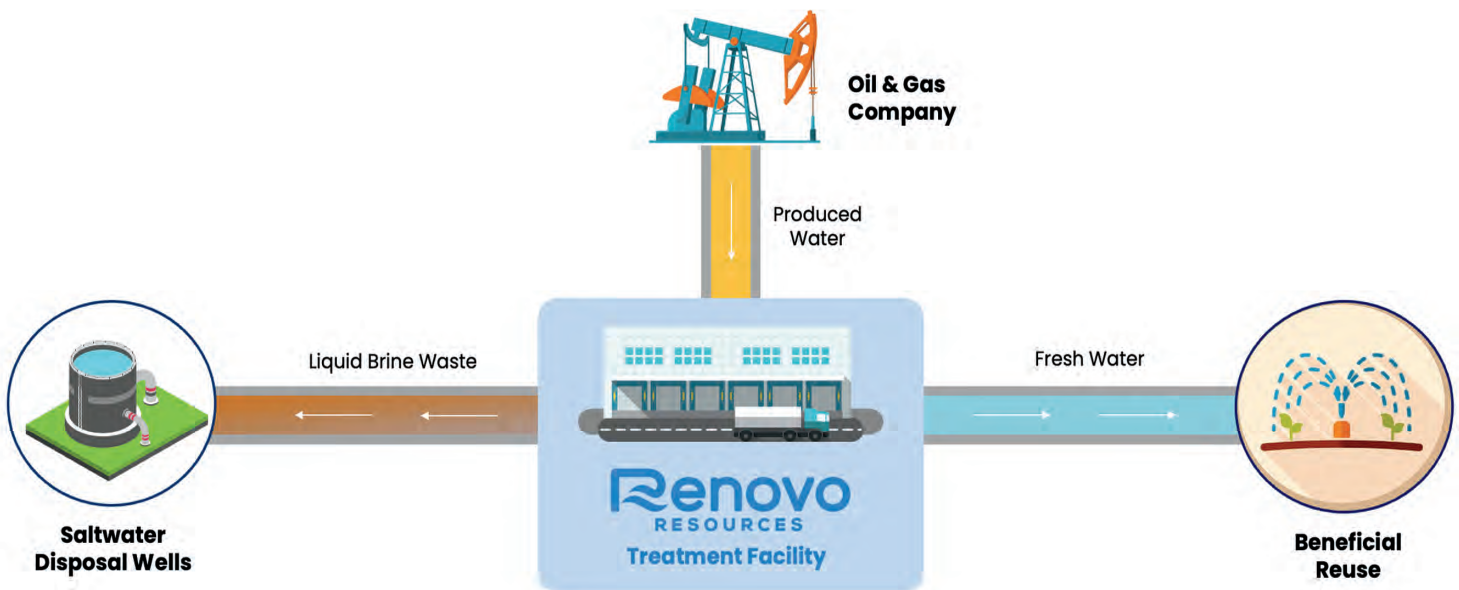 Oil & Gas
Company
Produced
Water
Liquid Brine Waste
Fresh Water
Renovo
RESOURCES
Treatment Facility
Saltwater
Disposal Wells
Beneficial
Reuse